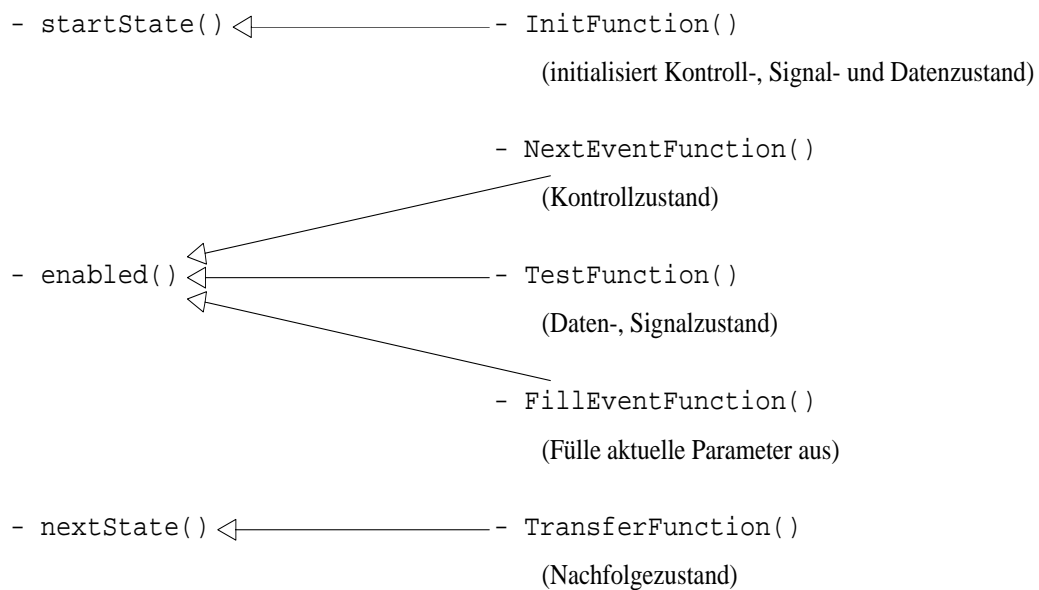 - startState() - InitFunction()
(initialisiert Kontroll-, Signal- und Datenzustand)
- NextEventFunction()
(Kontrollzustand)
- enabled() - TestFunction()
(Daten-, Signalzustand)
- FillEventFunction()
(Fülle aktuelle Parameter aus)
- nextState() - TransferFunction()
(Nachfolgezustand)